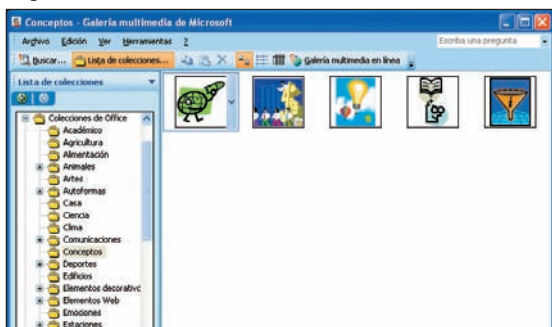 Conceptos - Galería multimedia de Microsoft
Archivo Edición Ver Herramientas ? Escriba una pregunta
Buscar... Lista de colecciones... Galería multimedia en línea
Lista de colecciones
Colecciones de Office
Académico
Agricultura
Alimentación
Animales
Artes
Autoformas
Casa
Ciencia
Clima
Comunicaciones
Conceptos
Deportes
Edificios
Elementos decorativo
Elementos Web
Emociones
Estaciones